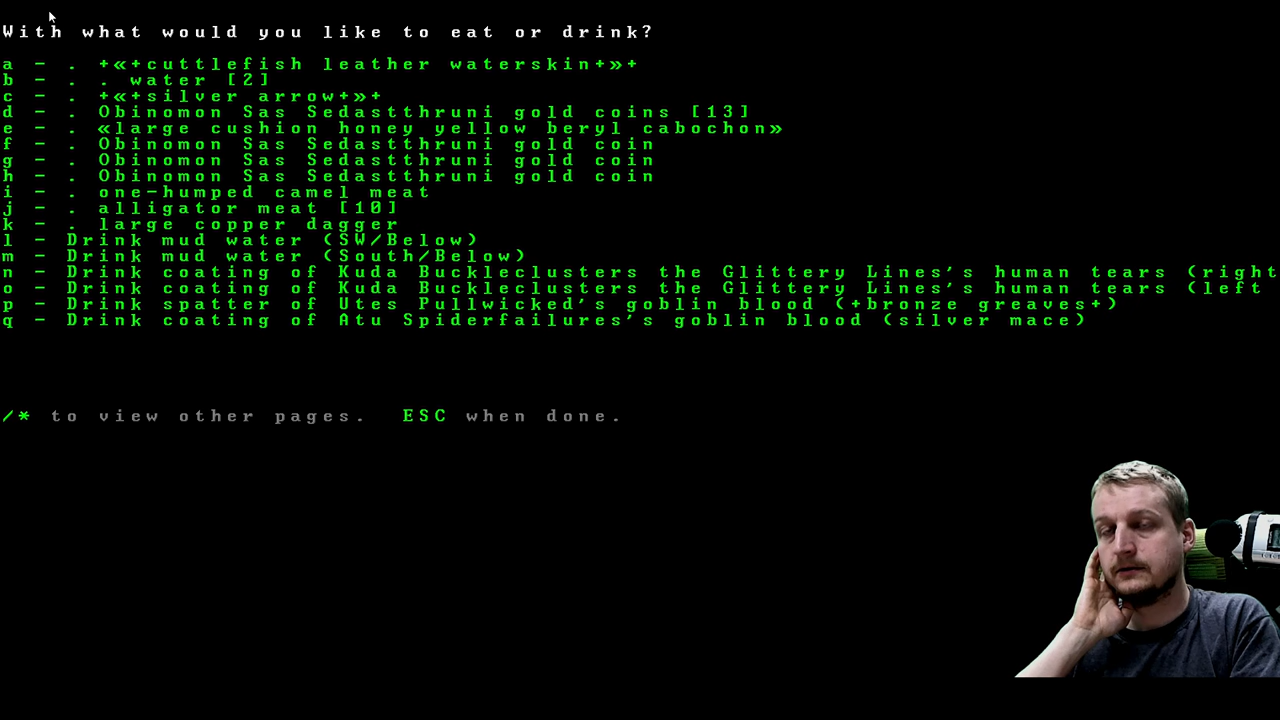 With what would you like to eat or drink?
a - . +«+cuttlefish leather waterskin+»+
b - . . water [2]
c - . +«+silver arrow+»+
d - . Obinomon Sas Sedastthruni gold coins [13]
e - . «large cushion honey yellow beryl cabochon»
f - . Obinomon Sas Sedastthruni gold coin
g - . Obinomon Sas Sedastthruni gold coin
h - . Obinomon Sas Sedastthruni gold coin
i - . one-humped camel meat
j - . alligator meat [10]
k - . large copper dagger
l - Drink mud water (SW/Below)
m - Drink mud water (South/Below)
n - Drink coating of Kuda Buckleclusters the Glittery Lines's human tears (right
o - Drink coating of Kuda Buckleclusters the Glittery Lines's human tears (left
p - Drink spatter of Utes Pullwicked's goblin blood (+bronze greaves+)
q - Drink coating of Atu Spiderfailures's goblin blood (silver mace)
/* to view other pages.  ESC when done.